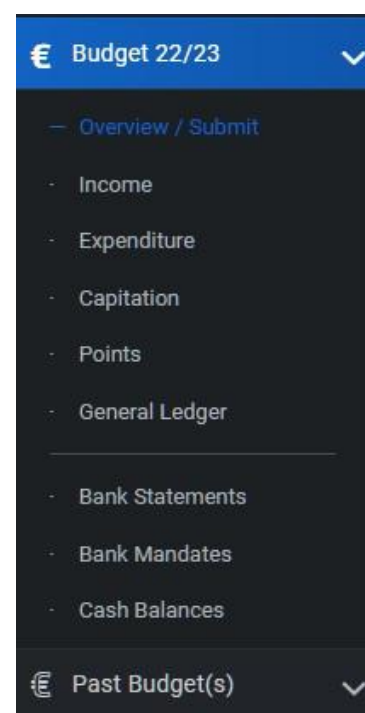 € Budget 22/23
– Overview / Submit
· Income
· Expenditure
· Capitation
· Points
· General Ledger
· Bank Statements
· Bank Mandates
· Cash Balances
€ Past Budget(s)